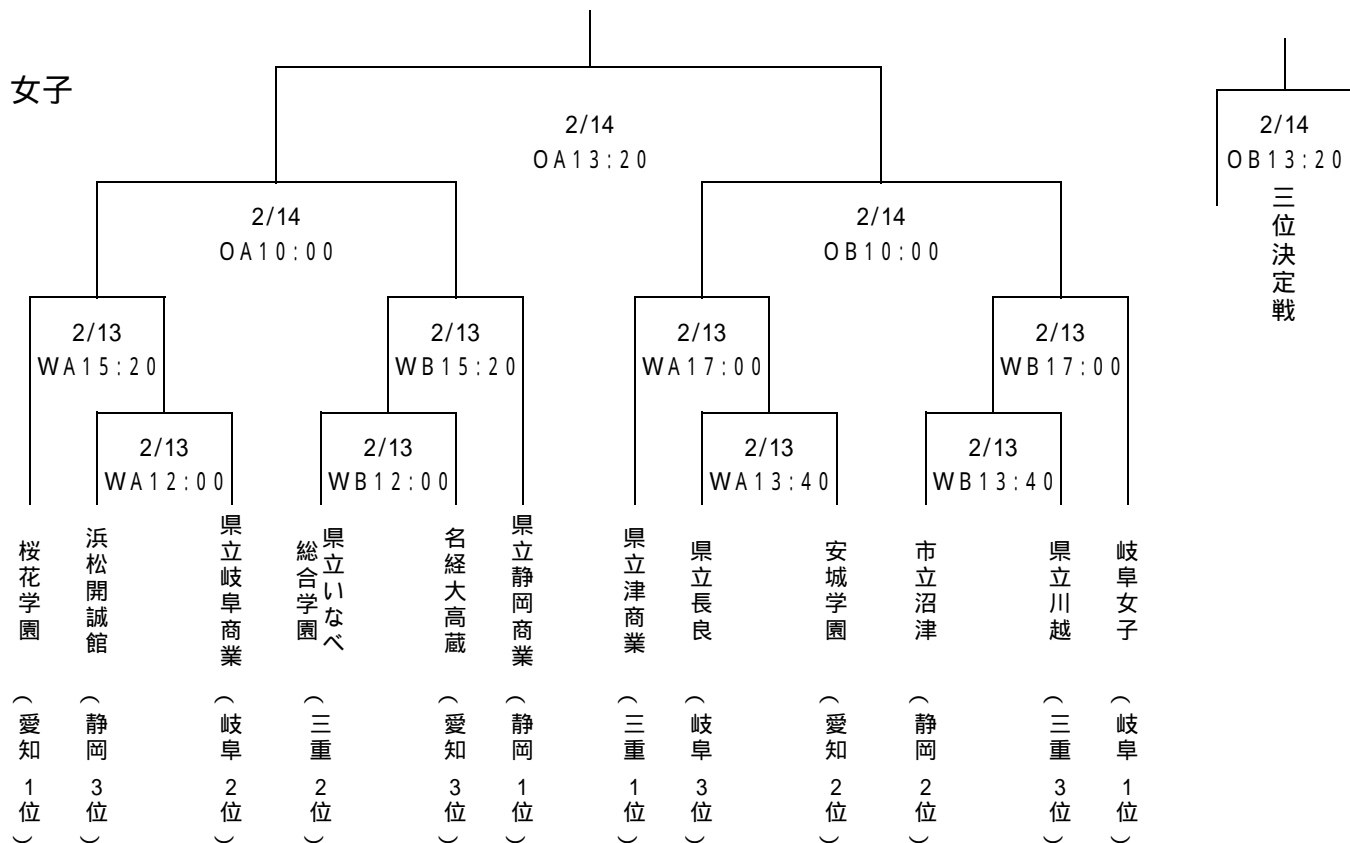 女子
2/14
OA13:20
2/14
OB13:20
三位決定戦
2/14
OA10:00
2/14
OB10:00
2/13
WA15:20
2/13
WB15:20
2/13
WA17:00
2/13
WB17:00
2/13
WA12:00
2/13
WB12:00
2/13
WA13:40
2/13
WB13:40
桜花学園
(愛知1位)
浜松開誠館
(静岡3位)
県立岐阜商業
(岐阜2位)
県立いなべ
総合学園
(三重2位)
名経大高蔵
(愛知3位)
県立静岡商業
(静岡1位)
県立津商業
(三重1位)
県立長良
(岐阜3位)
安城学園
(愛知2位)
市立沼津
(静岡2位)
県立川越
(三重3位)
岐阜女子
(岐阜1位)